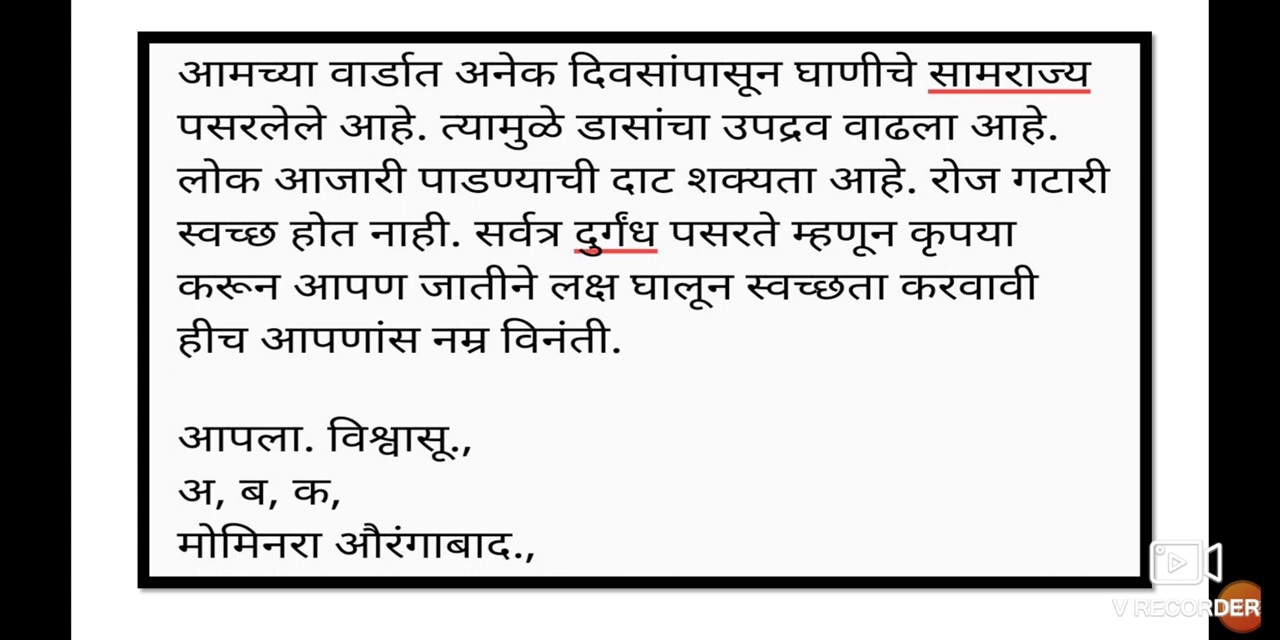 आमच्या वार्डात अनेक दिवसांपासून घाणीचे सामराज्य
पसरलेले आहे. त्यामुळे डासांचा उपद्रव वाढला आहे.
लोक आजारी पाडण्याची दाट शक्यता आहे. रोज गटारी
स्वच्छ होत नाही. सर्वत्र दुर्गंध पसरते म्हणून कृपया
करून आपण जातीने लक्ष घालून स्वच्छता करवावी
हीच आपणांस नम्र विनंती.
आपला. विश्वासू.,
अ, ब, क,
मोमिनरा औरंगाबाद.,
V RECORDER